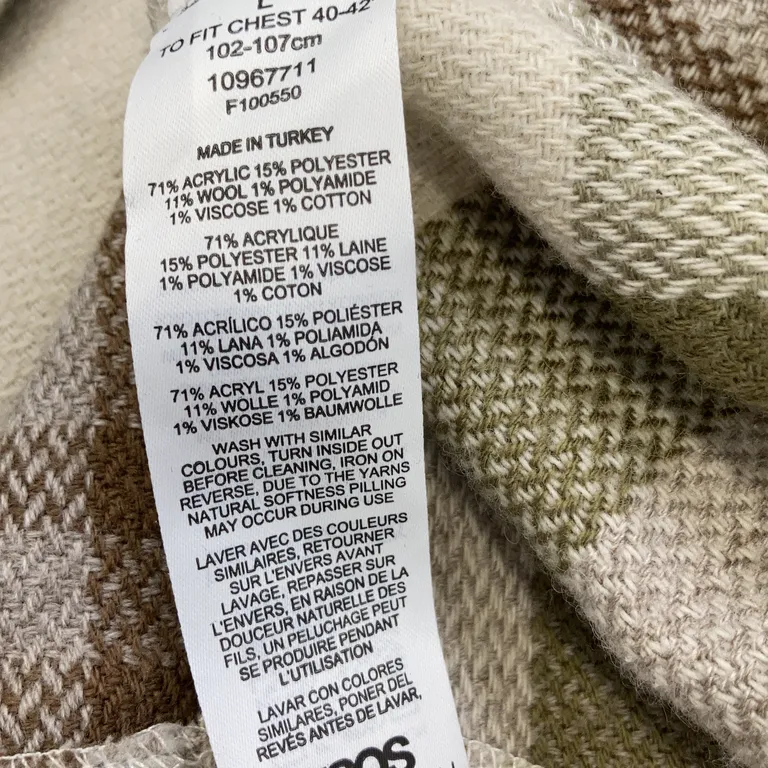 L
TO FIT CHEST 40-42"
102-107cm
10967711
F100550
MADE IN TURKEY
71% ACRYLIC 15% POLYESTER
11% WOOL 1% POLYAMIDE
1% VISCOSE 1% COTTON
71% ACRYLIQUE
15% POLYESTER 11% LAINE
1% POLYAMIDE 1% VISCOSE
1% COTON
71% ACRÍLICO 15% POLIÉSTER
11% LANA 1% POLIAMIDA
1% VISCOSA 1% ALGODÓN
71% ACRYL 15% POLYESTER
11% WOLLE 1% POLYAMID
1% VISKOSE 1% BAUMWOLLE
WASH WITH SIMILAR
COLOURS, TURN INSIDE OUT
BEFORE CLEANING, IRON ON
REVERSE, DUE TO THE YARNS
NATURAL SOFTNESS PILLING
MAY OCCUR DURING USE
LAVER AVEC DES COULEURS
SIMILAIRES, RETOURNER
SUR L'ENVERS AVANT
LAVAGE, REPASSER SUR
L'ENVERS, EN RAISON DE LA
DOUCEUR NATURELLE DES
FILS, UN PELUCHAGE PEUT
SE PRODUIRE PENDANT
L'UTILISATION
LAVAR CON COLORES
SIMILARES, PONER DEL
REVÉS ANTES DE LAVAR,